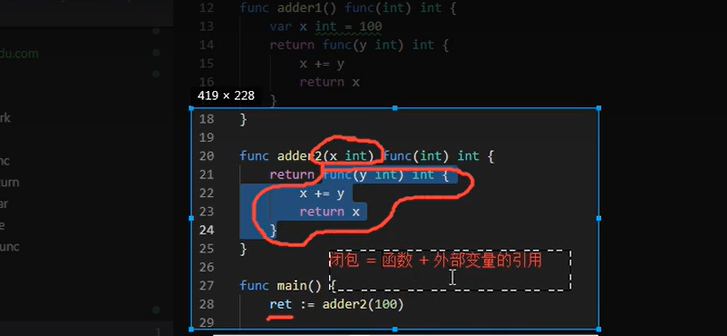 12 func adder1() func(int) int {
13 var x int = 100
14 return func(y int) int {
15 x += y
16 return x
}
419 × 228
18 }
19
20 func adder2(x int) func(int) int {
21 return func(y int) int {
22 x += y
23 return x
24 }
25 }
26
闭包 = 函数 + 外部变量的引用
27 func main() {
28 ret := adder2(100)
29
du.com
rk
nc
turn
ar
e
unc
1